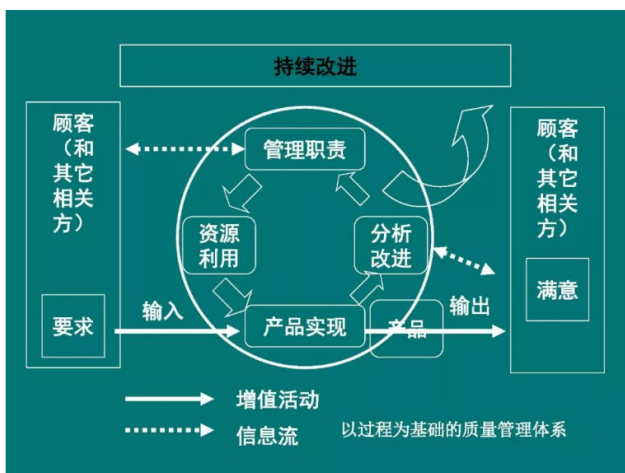 持续改进
顾客
（和
其它
相关
方）
要求
管理职责
资源
利用
分析
改进
产品实现
产品
输入
输出
顾客
（和
其它
相关
方）
满意
增值活动
信息流
以过程为基础的质量管理体系